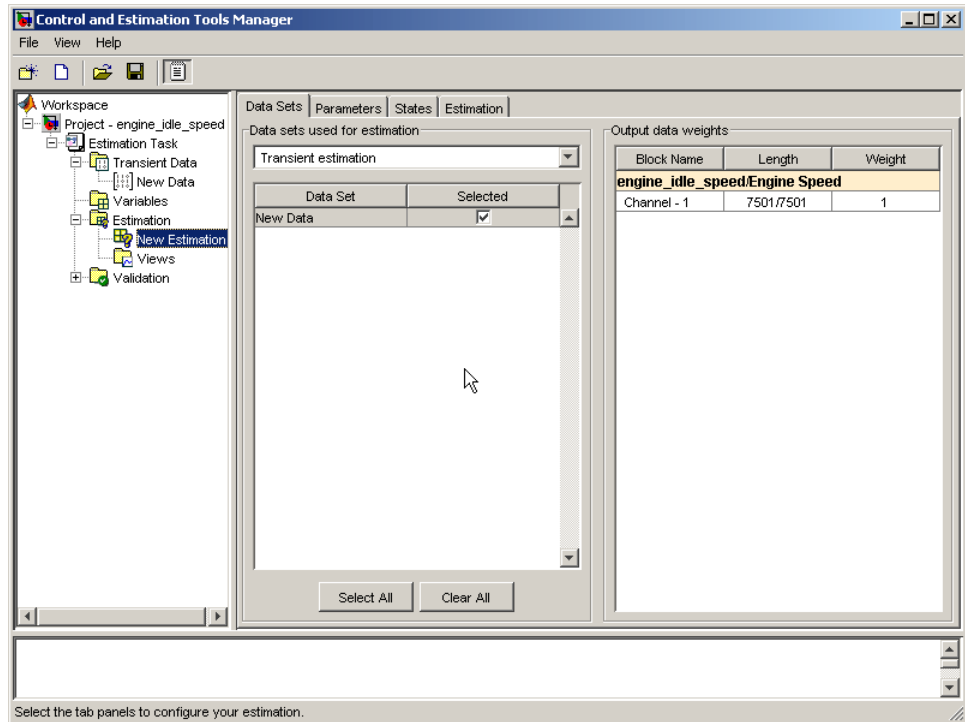 Control and Estimation Tools Manager
File View Help
Workspace
Project - engine_idle_speed
Estimation Task
Transient Data
New Data
Variables
Estimation
New Estimation
Views
Validation
Data Sets Parameters States Estimation
Data sets used for estimation
Transient estimation
Data Set Selected
New Data
Select All Clear All
Output data weights
Block Name Length Weight
engine_idle_speed/Engine Speed
Channel - 1 7501/7501 1
Select the tab panels to configure your estimation.